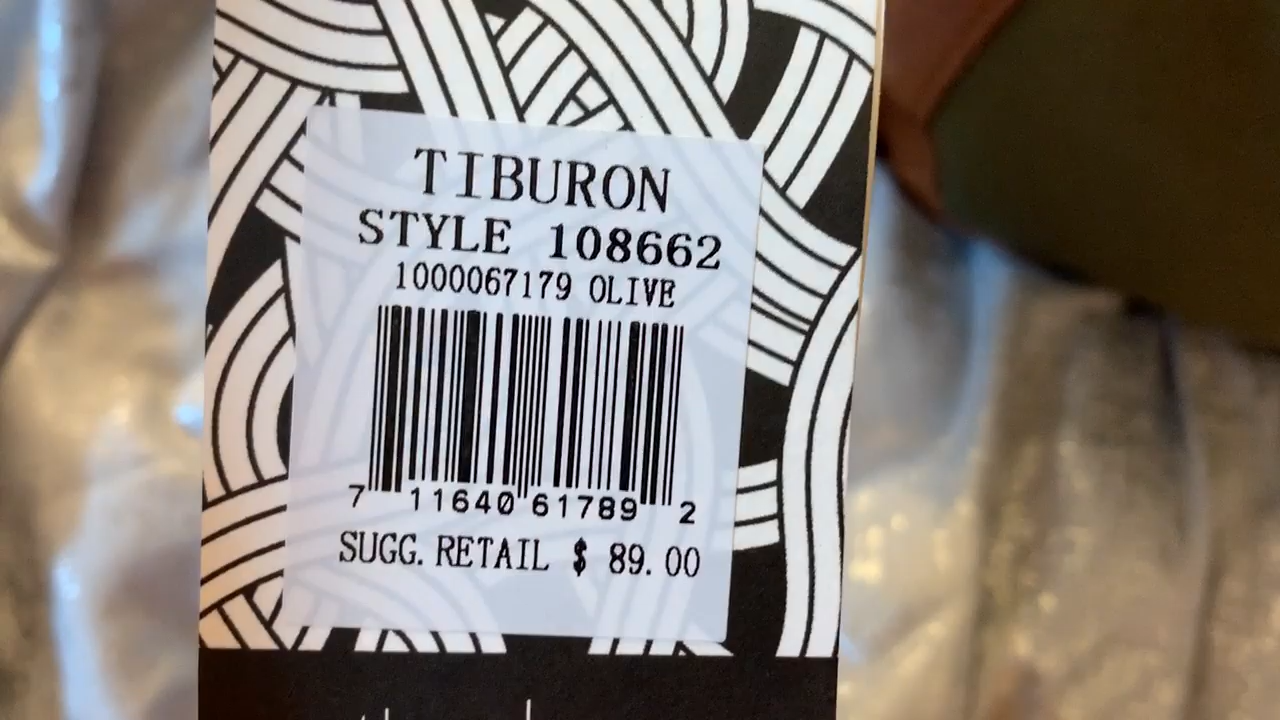 TIBURON
STYLE 108662
1000067179 OLIVE
7 11640 61789 2
SUGG. RETAIL $ 89.00